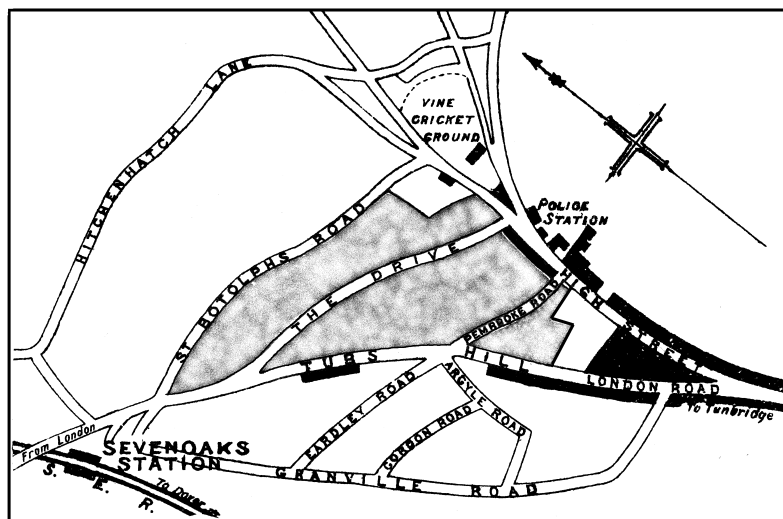 HITCHENHATCH LANE
VINE
CRICKET
GROUND
POLICE
STATION
ST BOTOLPHS ROAD
THE DRIVE
HIGH STREET
PEMBROKE ROAD
TUBS HILL
LONDON ROAD
To Tunbridge
EARDLEY ROAD
ARGYLE ROAD
GORDON ROAD
From London
SEVENOAKS
STATION
GRANVILLE ROAD
S. E. R.
To Dover